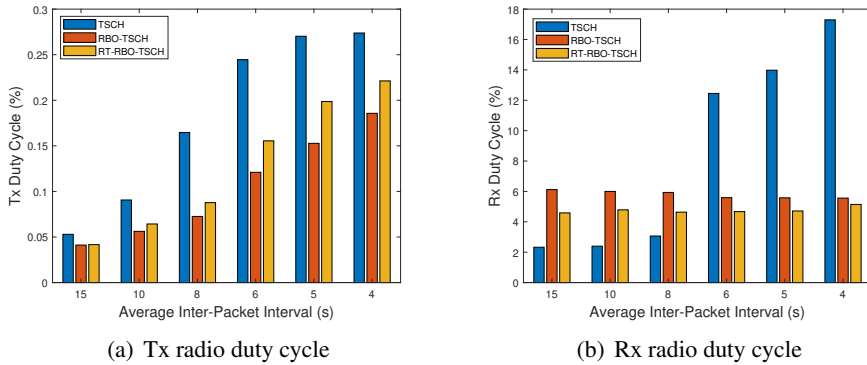 0.3
0.25
0.2
0.15
0.1
0.05
0
Tx Duty Cycle (%)
TSCH
RBO-TSCH
RT-RBO-TSCH
15 10 8 6 5 4
Average Inter-Packet Interval (s)
(a) Tx radio duty cycle
18
16
14
12
10
8
6
4
2
0
Rx Duty Cycle (%)
TSCH
RBO-TSCH
RT-RBO-TSCH
15 10 8 6 5 4
Average Inter-Packet Interval (s)
(b) Rx radio duty cycle